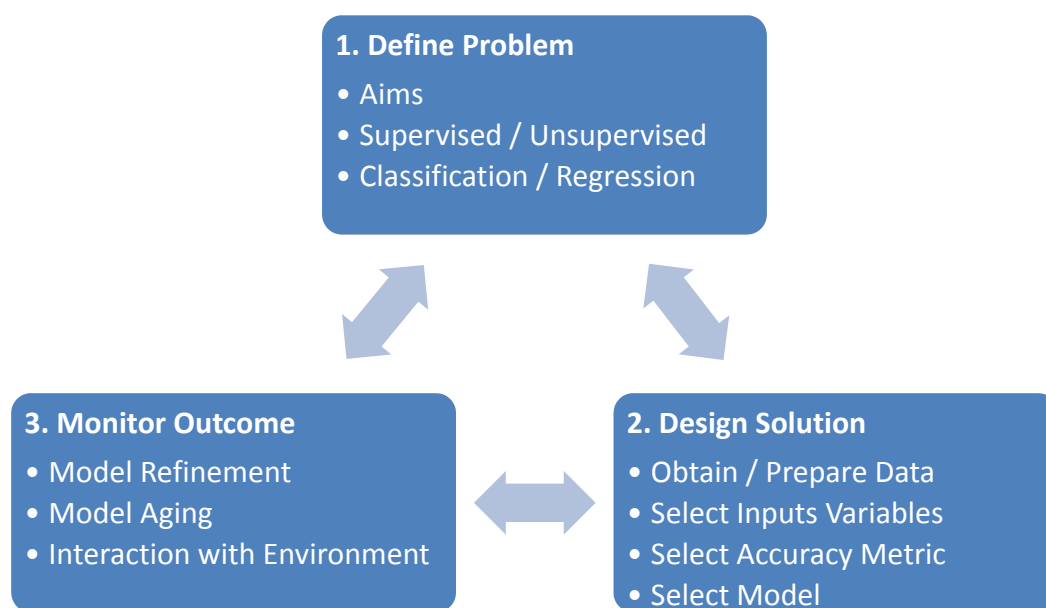 1. Define Problem
• Aims
• Supervised / Unsupervised
• Classification / Regression
3. Monitor Outcome
• Model Refinement
• Model Aging
• Interaction with Environment
2. Design Solution
• Obtain / Prepare Data
• Select Inputs Variables
• Select Accuracy Metric
• Select Model